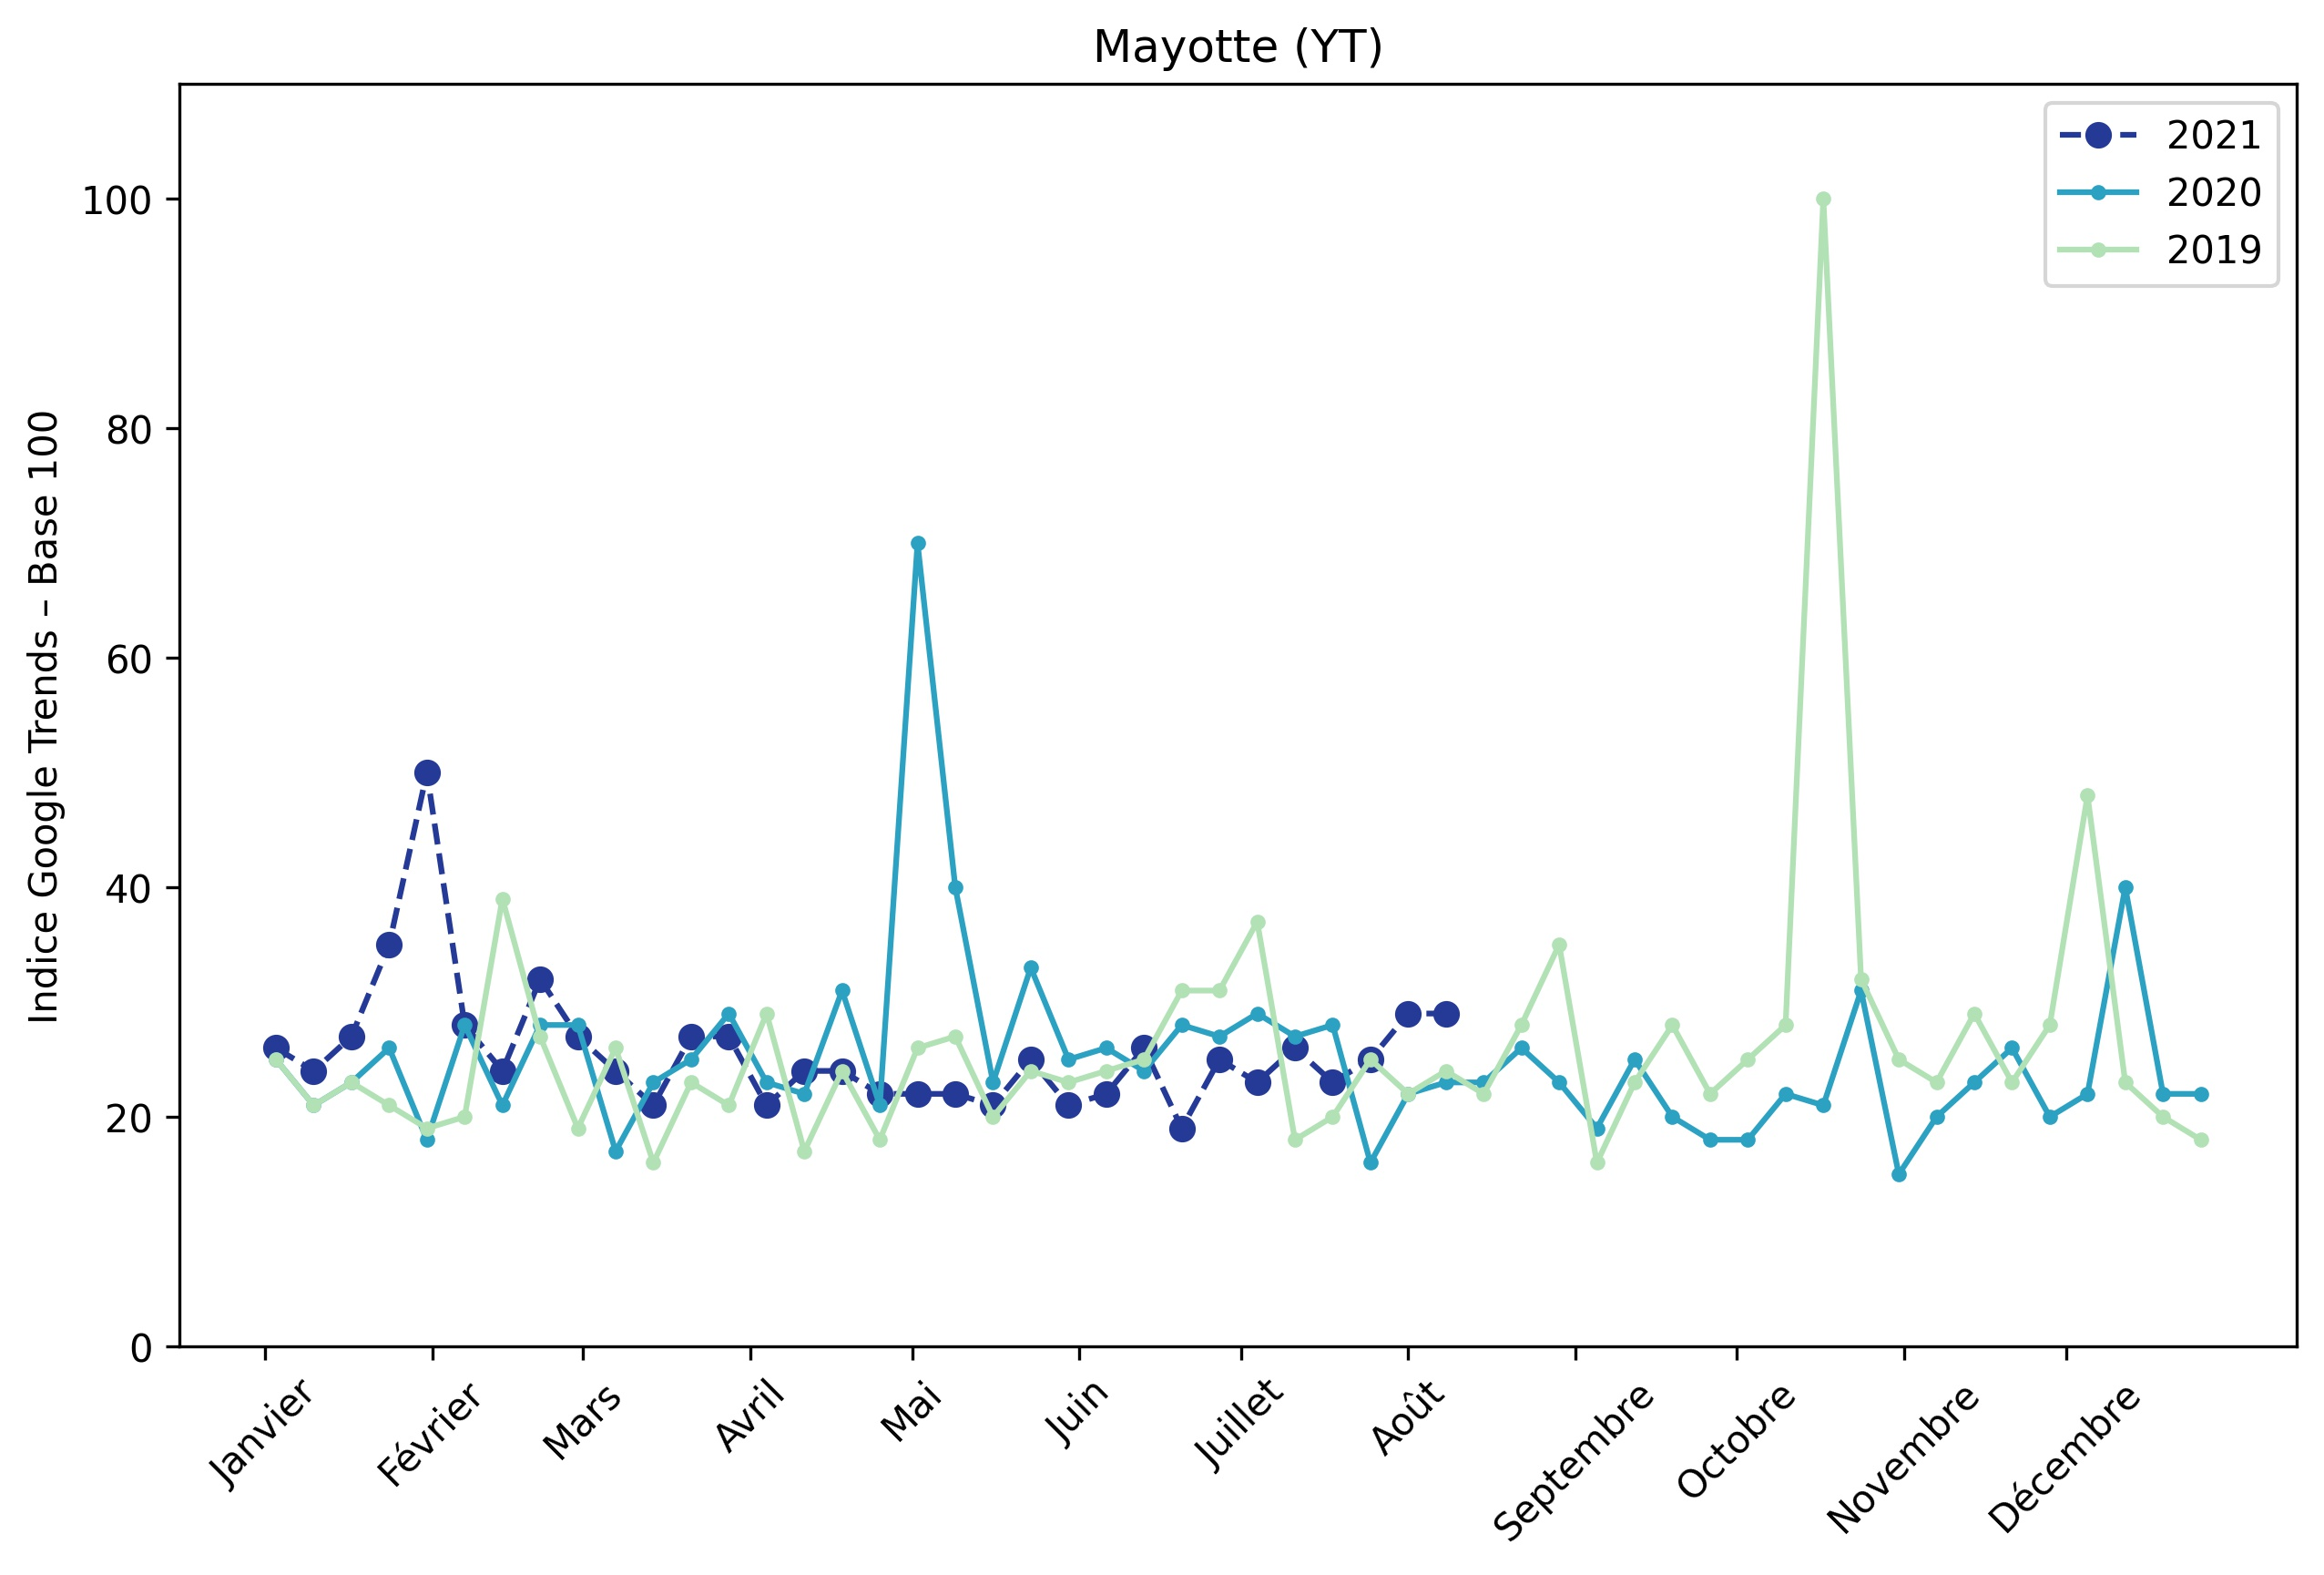 Mayotte (YT)
2021
2020
2019
Indice Google Trends – Base 100
100
80
60
40
20
0
Janvier
Février
Mars
Avril
Mai
Juin
Juillet
Août
Septembre
Octobre
Novembre
Décembre